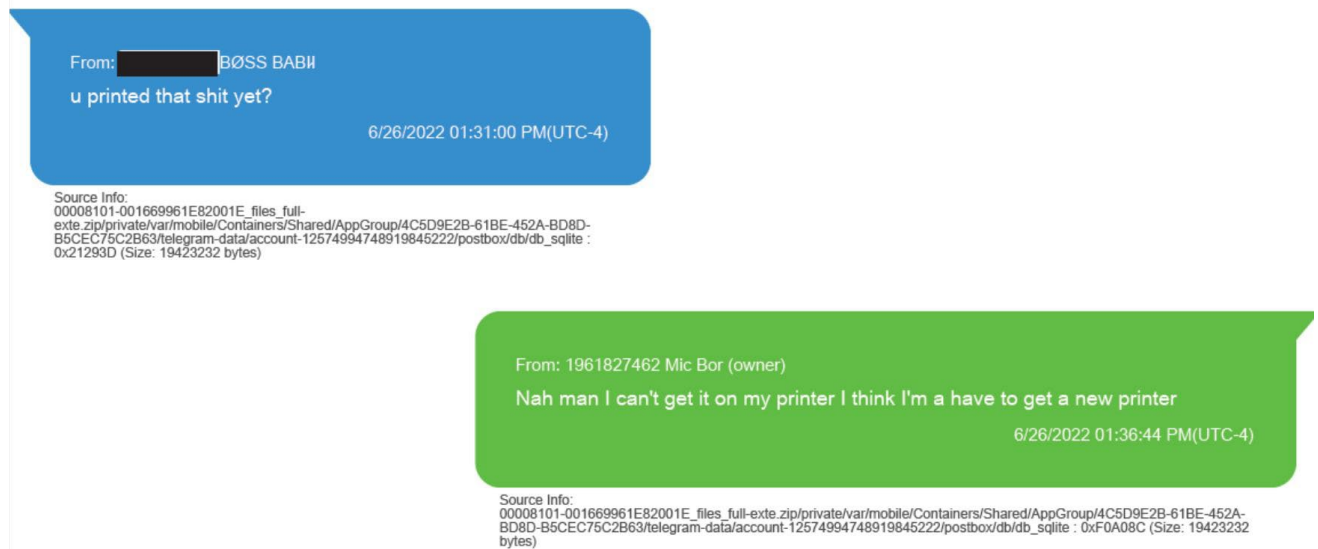 From: BØSS BABИ
u printed that shit yet?
6/26/2022 01:31:00 PM(UTC-4)
Source Info:
00008101-001669961E82001E_files_full-
exte.zip/private/var/mobile/Containers/Shared/AppGroup/4C5D9E2B-61BE-452A-BD8D-
B5CEC75C2B63/telegram-data/account-12574994748919845222/postbox/db/db_sqlite :
0x21293D (Size: 19423232 bytes)
From: 1961827462 Mic Bor (owner)
Nah man I can't get it on my printer I think I'm a have to get a new printer
6/26/2022 01:36:44 PM(UTC-4)
Source Info:
00008101-001669961E82001E_files_full-exte.zip/private/var/mobile/Containers/Shared/AppGroup/4C5D9E2B-61BE-452A-
BD8D-B5CEC75C2B63/telegram-data/account-12574994748919845222/postbox/db/db_sqlite : 0xF0A08C (Size: 19423232
bytes)